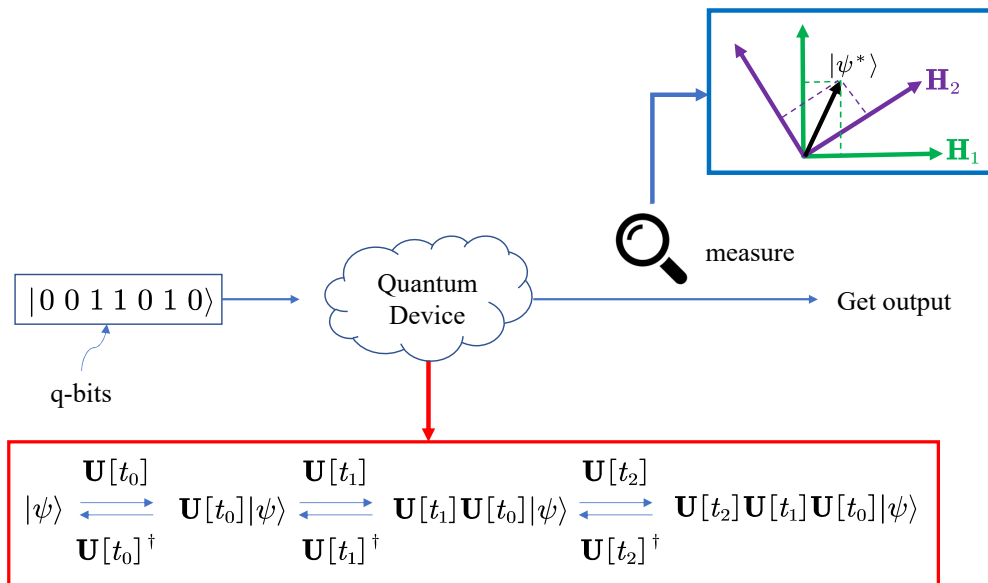 |ψ*⟩
H₂
H₁
measure
Quantum
Device
|0 0 1 1 0 1 0⟩
Get output
q-bits
U[t₀] U[t₁] U[t₂]
|ψ⟩ U[t₀]|ψ⟩ U[t₁]U[t₀]|ψ⟩ U[t₂]U[t₁]U[t₀]|ψ⟩
U[t₀]† U[t₁]† U[t₂]†